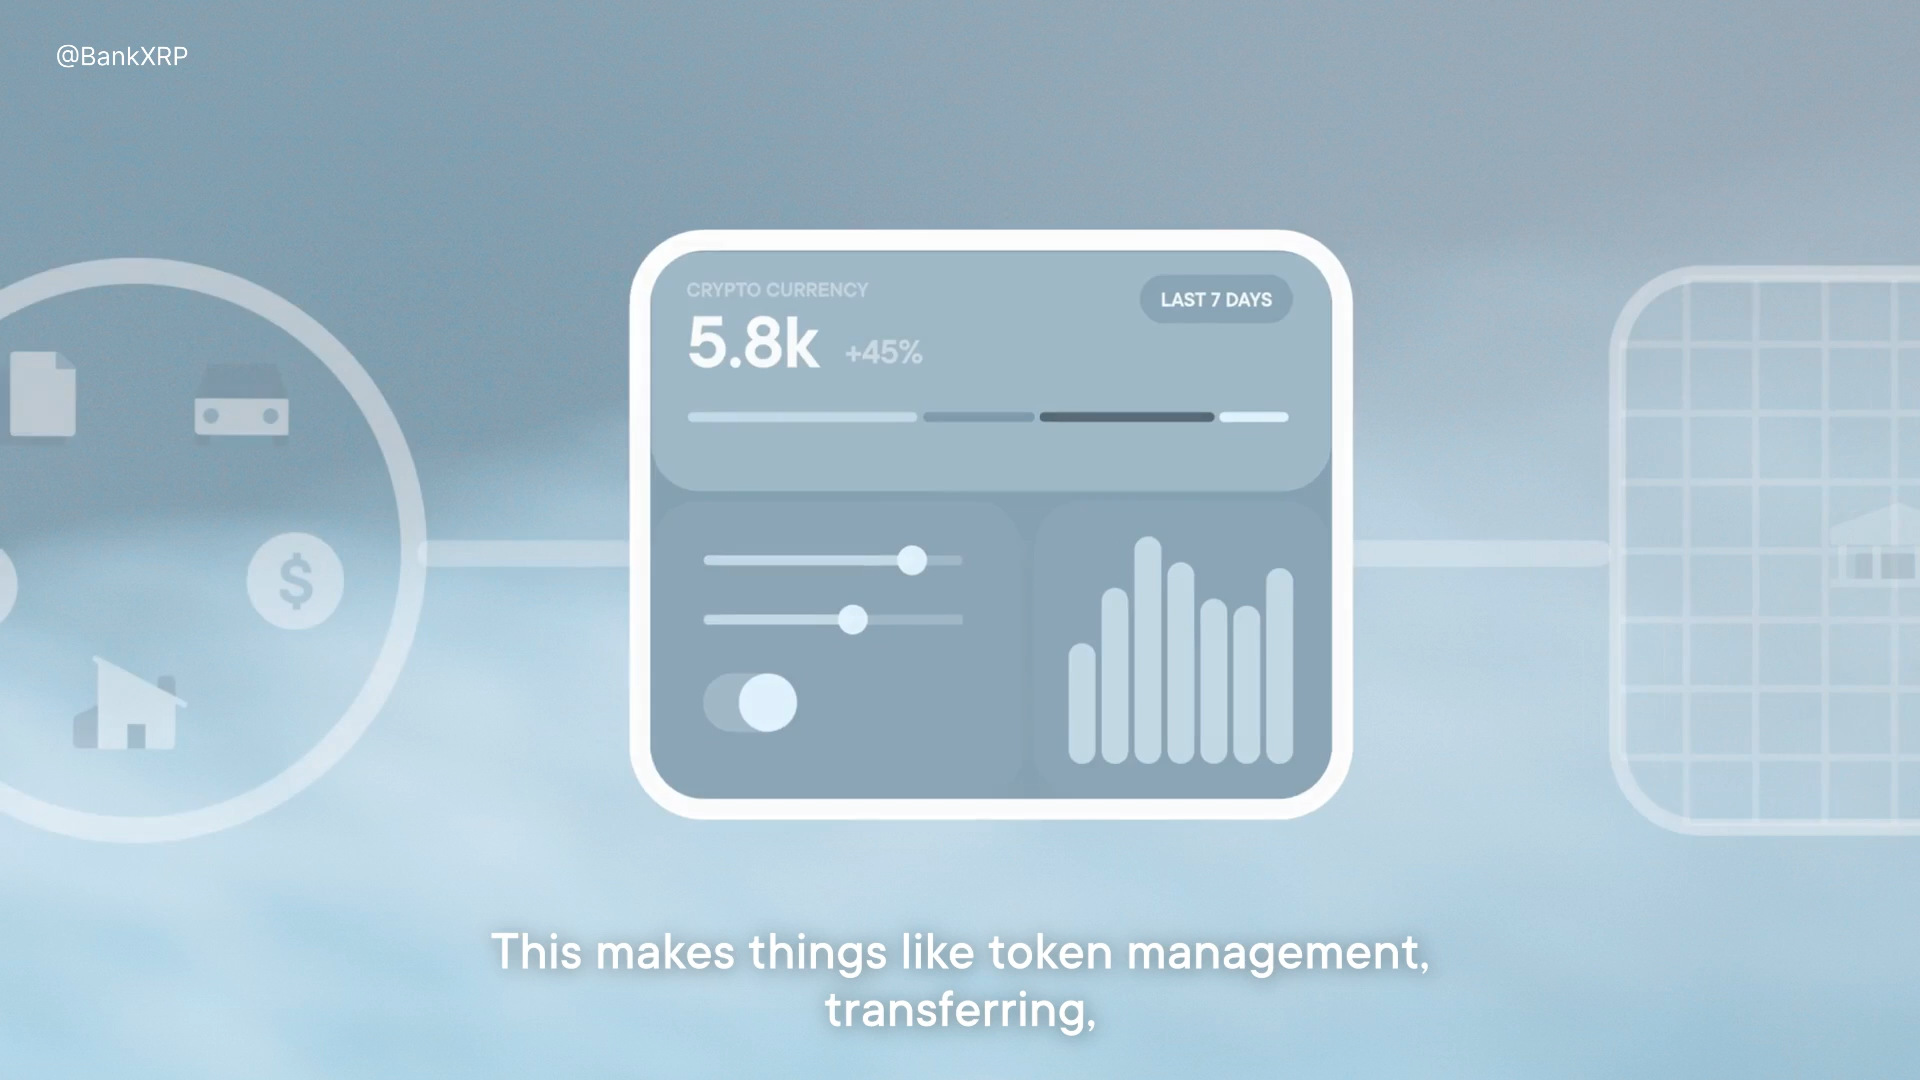 @BankXRP
CRYPTO CURRENCY
LAST 7 DAYS
5.8k +45%
$
This makes things like token management,
transferring,